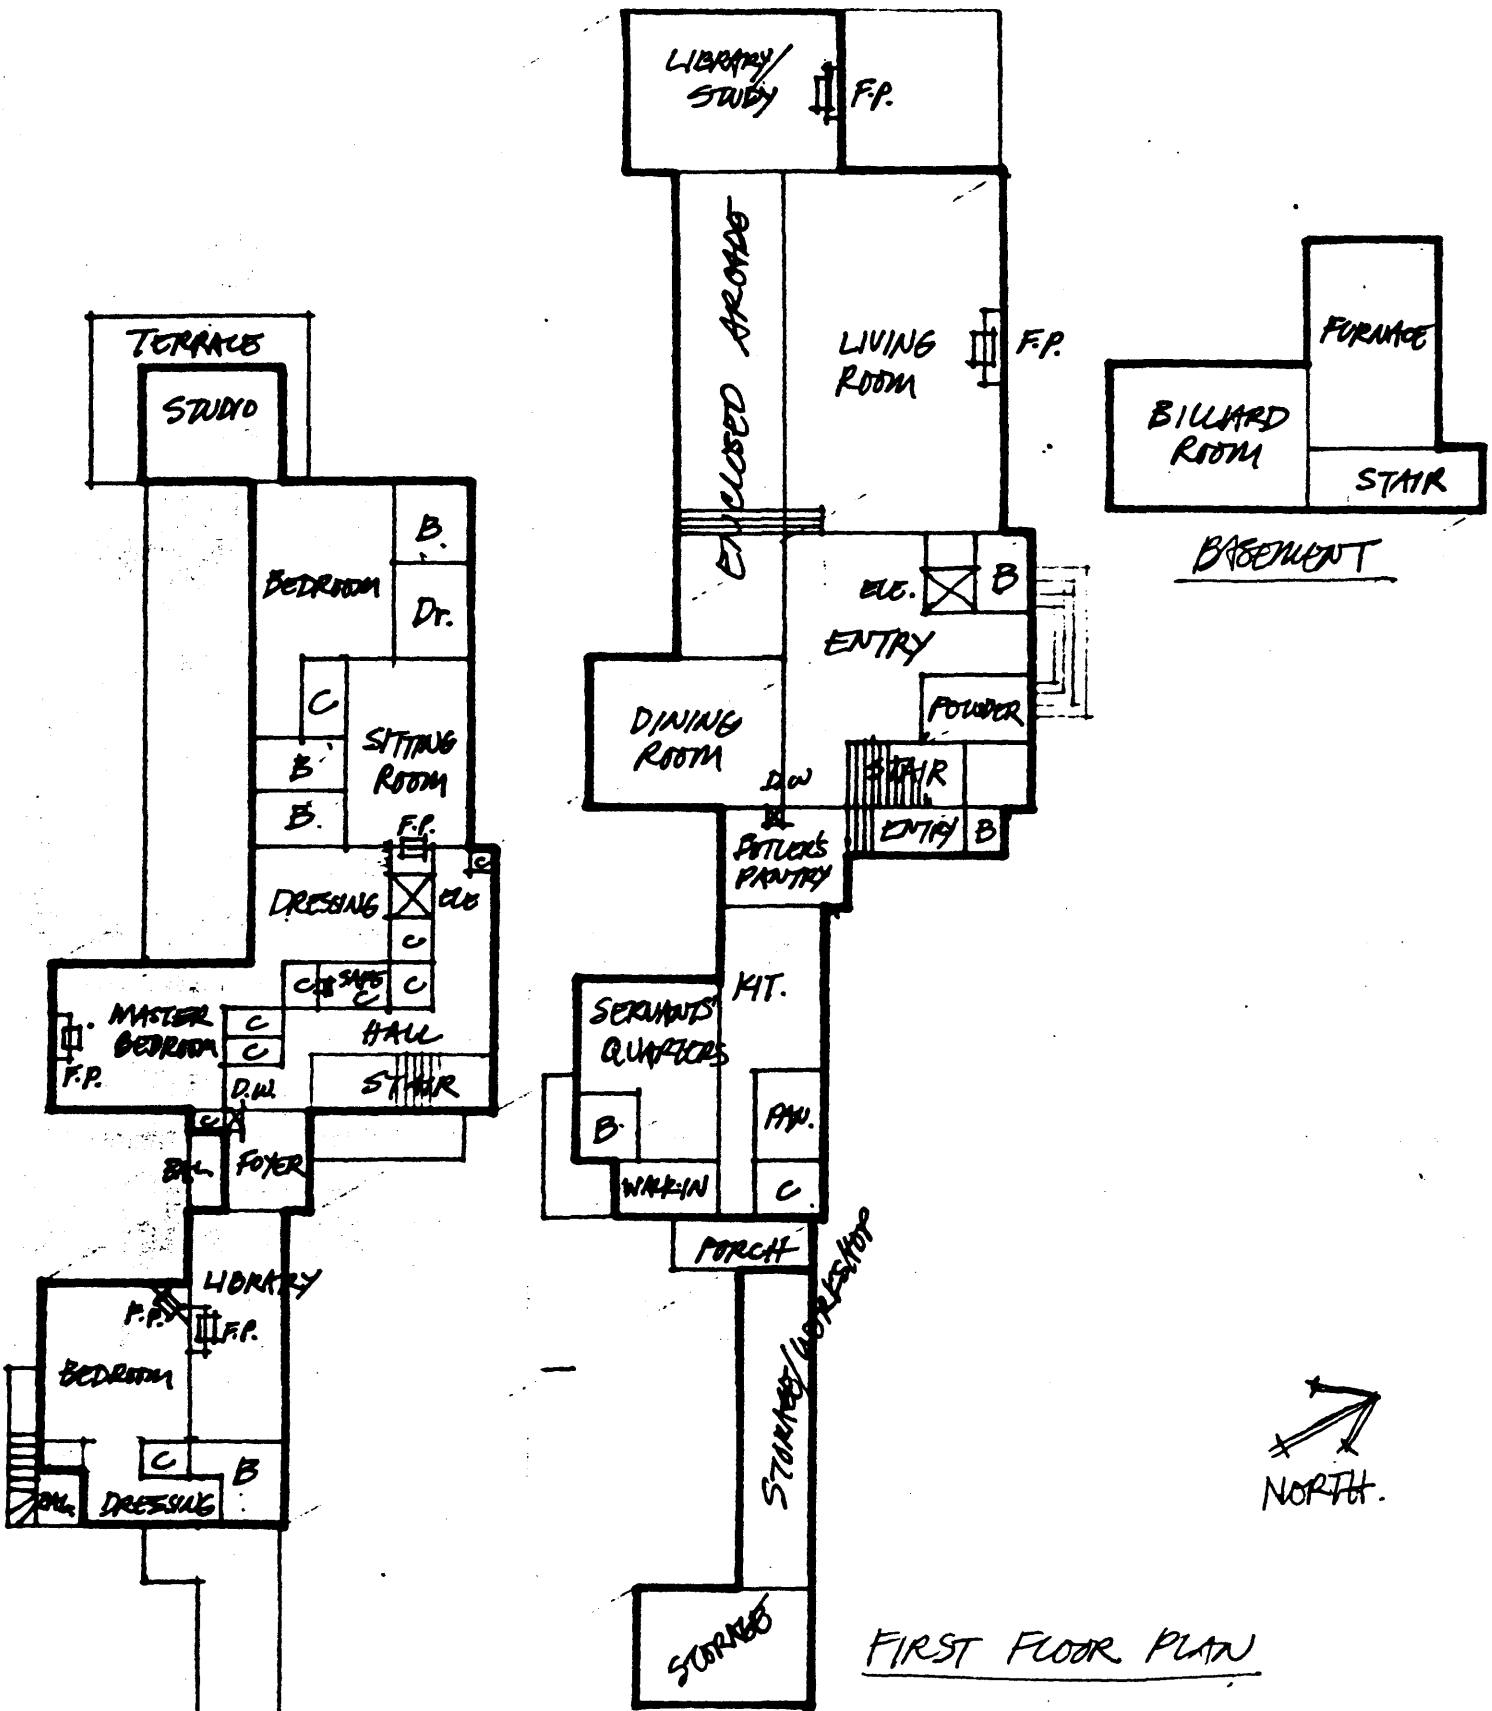 TERRACE
STUDIO
BEDROOM
B.
Dr.
C
SITTING
ROOM
B
B.
F.P.
C
DRESSING
ELE
C
C
SAFE
C
C
MASTER
BEDROOM
F.P.
C
C
HALL
STAIR
D.W.
C
BAL.
FOYER
LIBRARY
F.P.
F.P.
BEDROOM
C
B
BAL.
DRESSING
LIBRARY/
STUDY
F.P.
ENCLOSED ARCADE
LIVING
ROOM
F.P.
ELE.
B
ENTRY
POWDER
DINING
ROOM
D.W
STAIR
ENTRY
B
BUTLER'S
PANTRY
KIT.
SERVANTS'
QUARTERS
B.
PAN.
WALK-IN
C
PORCH
STORAGE/WORKSHOP
STORAGE
FURNACE
BILLIARD
ROOM
STAIR
BASEMENT
NORTH.
FIRST FLOOR PLAN